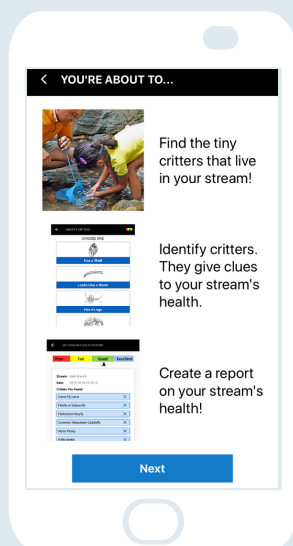 YOU'RE ABOUT TO...
Find the tiny
critters that live
in your stream!
IDENTIFY CRITTERS
CHOOSE ONE
Has a Shell
Looks Like a Worm
Has 6 Legs
Identify critters.
They give clues
to your stream's
health.
Poor Fair Good Excellent
Stream:
Date:
Critters You Found
X
X
X
X
X
X
Create a report
on your stream's
health!
Next